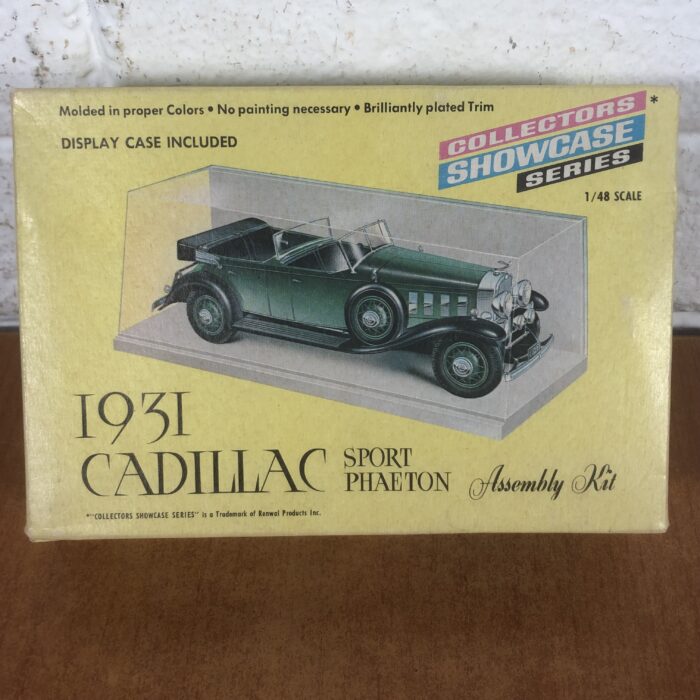 Molded in proper Colors • No painting necessary • Brilliantly plated Trim
DISPLAY CASE INCLUDED
COLLECTORS *
SHOWCASE
SERIES
1/48 SCALE
1931
CADILLAC SPORT
PHAETON Assembly Kit
*"COLLECTORS SHOWCASE SERIES" is a Trademark of Renwal Products Inc.